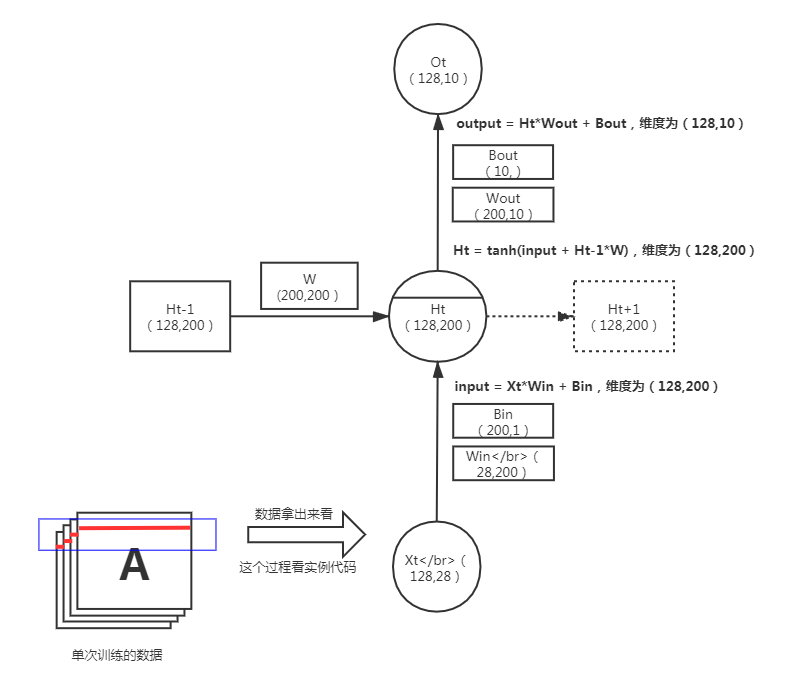 Ot
（128,10）
output = Ht*Wout + Bout，维度为（128,10）
Bout
（10,）
Wout
（200,10）
Ht = tanh(input + Ht-1*W)，维度为（128,200）
W
(200,200）
Ht-1
（128,200）
Ht
（128,200）
Ht+1
（128,200）
input = Xt*Win + Bin，维度为（128,200）
Bin
（200,1）
Win</br>（
28,200）
数据拿出来看
这个过程看实例代码
Xt</br>（
128,28）
A
单次训练的数据